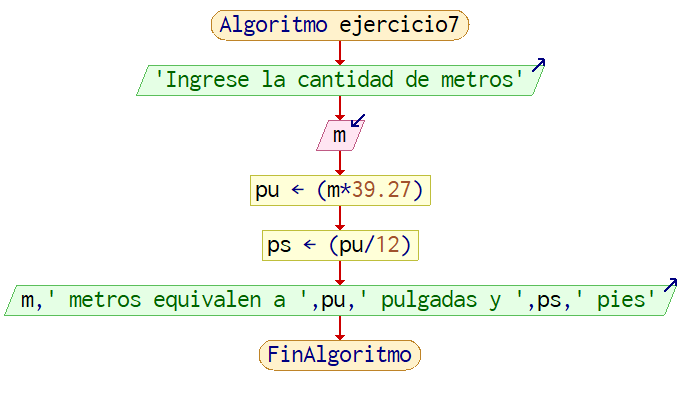 Algoritmo ejercicio7
'Ingrese la cantidad de metros'
m
pu ← (m*39.27)
ps ← (pu/12)
m,' metros equivalen a ',pu,' pulgadas y ',ps,' pies'
FinAlgoritmo